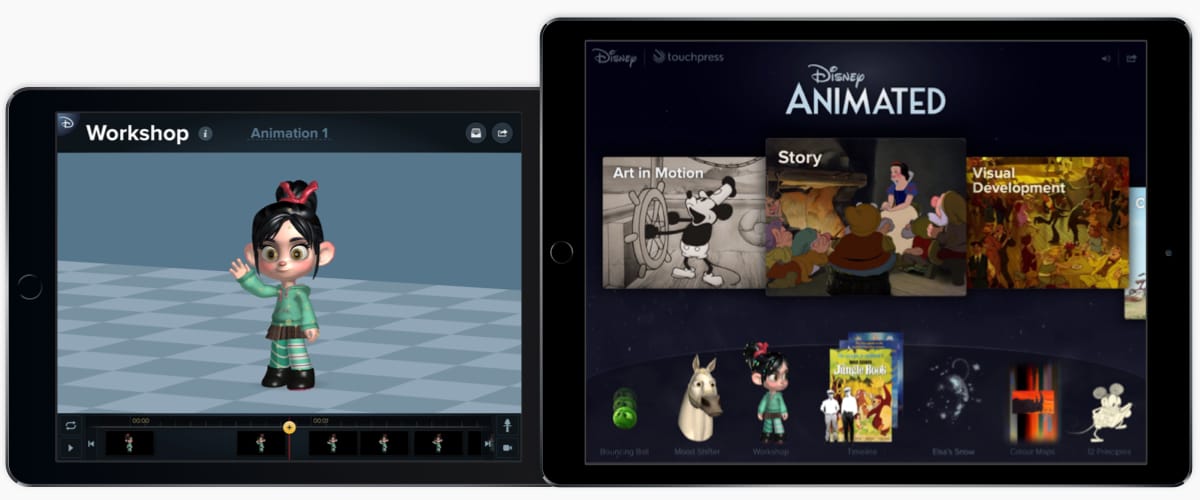 Workshop
i
Animation 1
00:00
00:01
Disney
touchpress
Disney
ANIMATED
Art in Motion
Story
Visual
Development
Jungle Book
Bouncing Ball
Mood Shifter
Workshop
Timeline
Elsa's Snow
Colour Maps
12 Principles